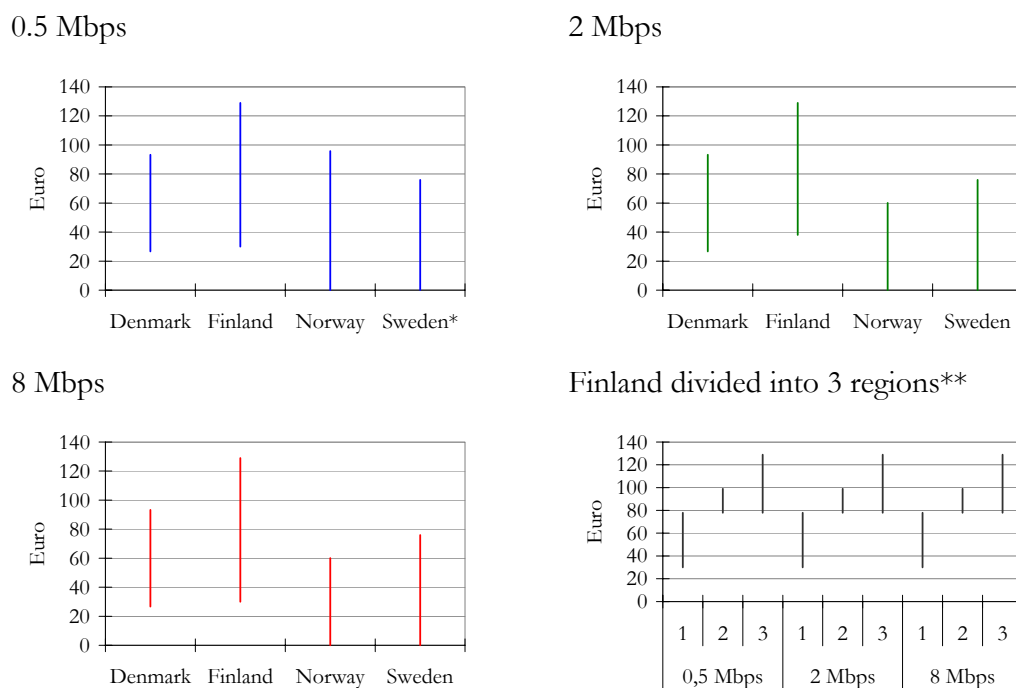 0.5 Mbps
140
120
100
80
60
40
20
0
Euro
Denmark Finland Norway Sweden*
2 Mbps
140
120
100
80
60
40
20
0
Euro
Denmark Finland Norway Sweden
8 Mbps
140
120
100
80
60
40
20
0
Euro
Denmark Finland Norway Sweden
Finland divided into 3 regions**
140
120
100
80
60
40
20
0
Euro
1 2 3 1 2 3 1 2 3
0,5 Mbps 2 Mbps 8 Mbps